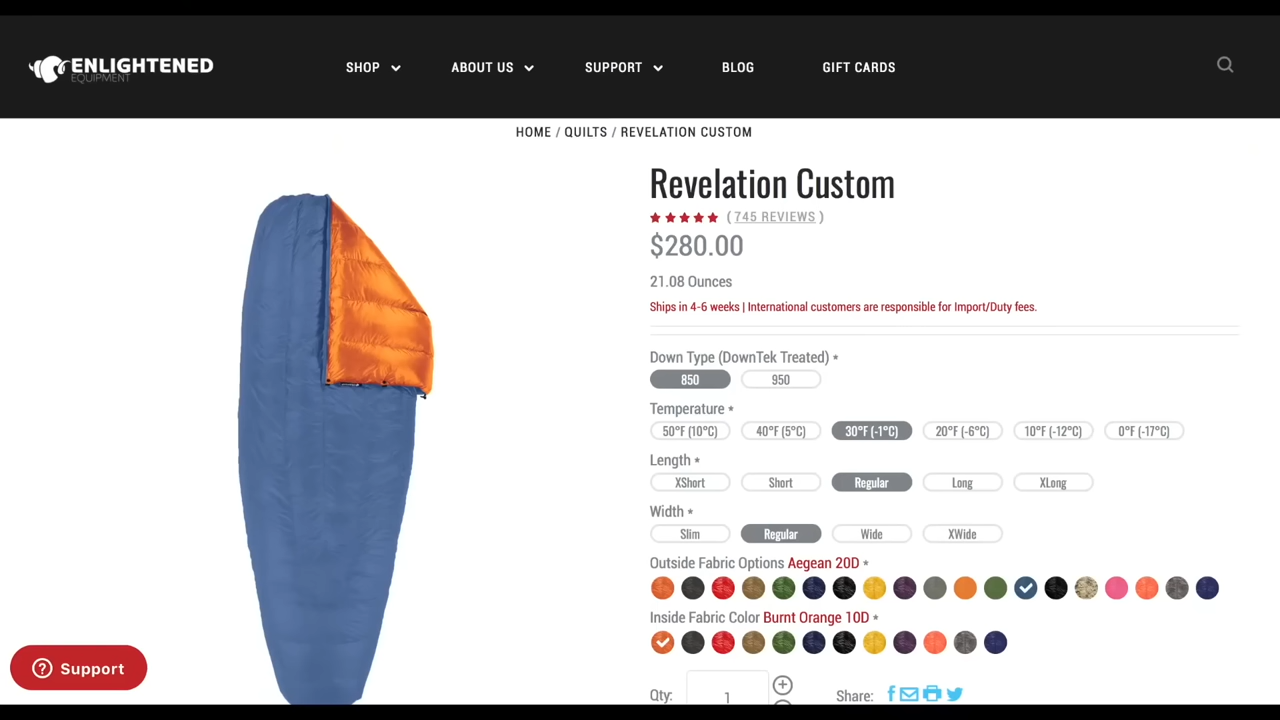 ENLIGHTENED
EQUIPMENT
SHOP ABOUT US SUPPORT BLOG GIFT CARDS
HOME / QUILTS / REVELATION CUSTOM
Revelation Custom
( 745 REVIEWS )
$280.00
21.08 Ounces
Ships in 4-6 weeks | International customers are responsible for Import/Duty fees.
Down Type (DownTek Treated) *
850 950
Temperature *
50°F (10°C) 40°F (5°C) 30°F (-1°C) 20°F (-6°C) 10°F (-12°C) 0°F (-17°C)
Length *
XShort Short Regular Long XLong
Width *
Slim Regular Wide XWide
Outside Fabric Options Aegean 20D *
Inside Fabric Color Burnt Orange 10D *
Qty: 1 Share:
Support